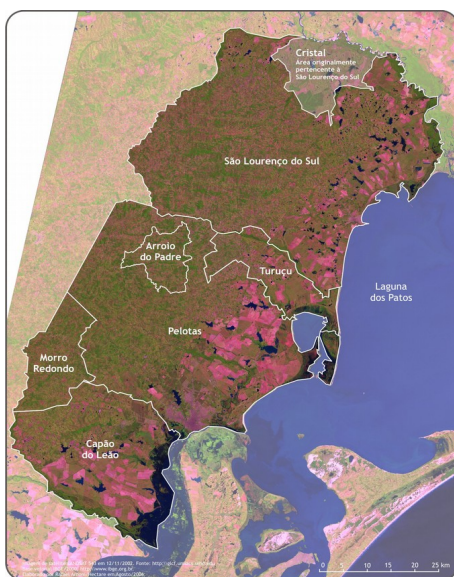 Cristal
Área originalmente
pertencente à
São Lourenço do Sul
São Lourenço do Sul
Arroio
do Padre
Turuçu
Laguna
dos Patos
Pelotas
Morro
Redondo
Capão
do Leão
0
5
10
15
20
25 km